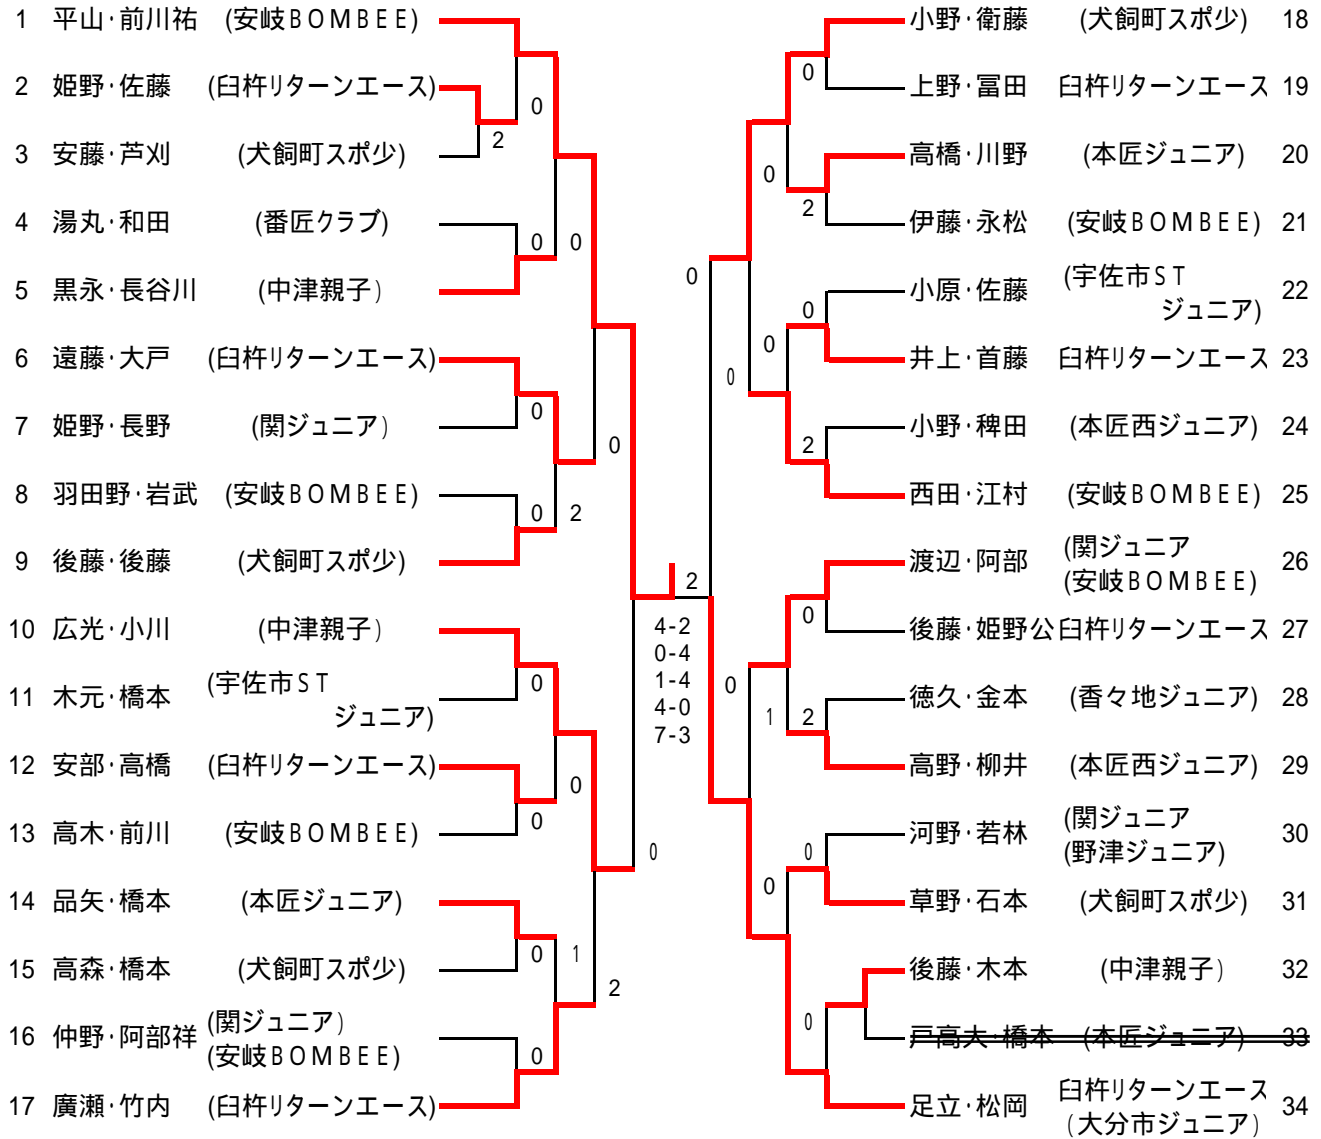 1 平山・前川祐 (安岐ＢＯＭＢＥＥ)
2 姫野・佐藤 (臼杵リターンエース)
0
2
3 安藤・芦刈 (犬飼町スポ少)
4 湯丸・和田 (番匠クラブ)
0 0
5 黒永・長谷川 (中津親子)
6 遠藤・大戸 (臼杵リターンエース)
0
7 姫野・長野 (関ジュニア)
0
8 羽田野・岩武 (安岐ＢＯＭＢＥＥ)
0 2
9 後藤・後藤 (犬飼町スポ少)
10 広光・小川 (中津親子)
0
11 木元・橋本 (宇佐市ＳＴ
ジュニア)
12 安部・高橋 (臼杵リターンエース)
0
0
13 高木・前川 (安岐ＢＯＭＢＥＥ)
0
14 品矢・橋本 (本匠ジュニア)
0 1
15 高森・橋本 (犬飼町スポ少)
2
16 仲野・阿部祥 (関ジュニア)
(安岐ＢＯＭＢＥＥ)
0
17 廣瀬・竹内 (臼杵リターンエース)
2
4-2
0-4
1-4
4-0
7-3
小野・衛藤 (犬飼町スポ少) 18
0
上野・冨田 臼杵リターンエース 19
高橋・川野 (本匠ジュニア) 20
0
2
伊藤・永松 (安岐ＢＯＭＢＥＥ) 21
0
小原・佐藤 (宇佐市ＳＴ
ジュニア) 22
0
0
井上・首藤 臼杵リターンエース 23
0
小野・稗田 (本匠西ジュニア) 24
2
西田・江村 (安岐ＢＯＭＢＥＥ) 25
渡辺・阿部 (関ジュニア
(安岐ＢＯＭＢＥＥ) 26
0
後藤・姫野公 臼杵リターンエース 27
0
徳久・金本 (香々地ジュニア) 28
1 2
高野・柳井 (本匠西ジュニア) 29
河野・若林 (関ジュニア
(野津ジュニア) 30
0
0
草野・石本 (犬飼町スポ少) 31
後藤・木本 (中津親子) 32
0
戸高大・橋本 (本匠ジュニア) 33
足立・松岡 臼杵リターンエース
(大分市ジュニア) 34